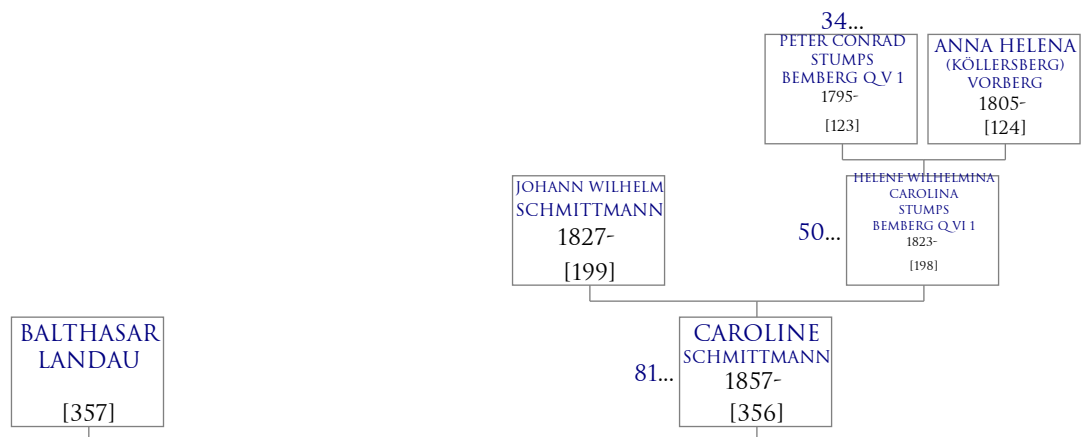 34...
PETER CONRAD
STUMPS
BEMBERG Q V 1
1795-
[123]
ANNA HELENA
(KÖLLERSBERG)
VORBERG
1805-
[124]
JOHANN WILHELM
SCHMITTMANN
1827-
[199]
50...
HELENE WILHELMINA
CAROLINA
STUMPS
BEMBERG Q VI 1
1823-
[198]
BALTHASAR
LANDAU
[357]
81...
CAROLINE
SCHMITTMANN
1857-
[356]